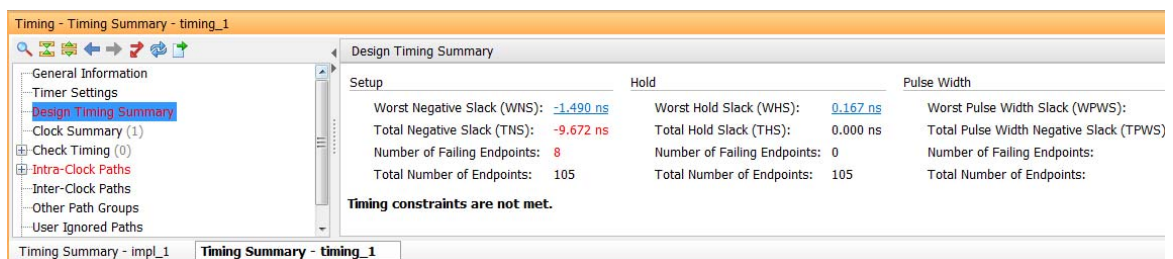 Timing - Timing Summary - timing_1
General Information
Timer Settings
Design Timing Summary
Clock Summary (1)
Check Timing (0)
Intra-Clock Paths
Inter-Clock Paths
Other Path Groups
User Ignored Paths
Design Timing Summary
Setup
Worst Negative Slack (WNS): -1.490 ns
Total Negative Slack (TNS): -9.672 ns
Number of Failing Endpoints: 8
Total Number of Endpoints: 105
Hold
Worst Hold Slack (WHS): 0.167 ns
Total Hold Slack (THS): 0.000 ns
Number of Failing Endpoints: 0
Total Number of Endpoints: 105
Pulse Width
Worst Pulse Width Slack (WPWS):
Total Pulse Width Negative Slack (TPWS)
Number of Failing Endpoints:
Total Number of Endpoints:
Timing constraints are not met.
Timing Summary - impl_1
Timing Summary - timing_1